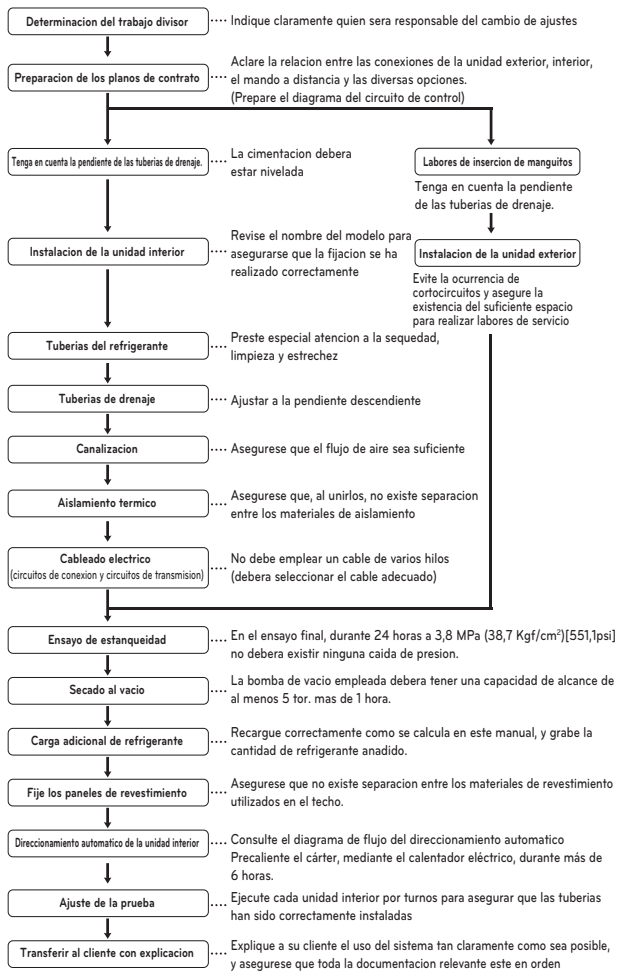 Determinacion del trabajo divisor
Indique claramente quien sera responsable del cambio de ajustes
Preparacion de los planos de contrato
Aclare la relacion entre las conexiones de la unidad exterior, interior,
el mando a distancia y las diversas opciones.
(Prepare el diagrama del circuito de control)
Tenga en cuenta la pendiente de las tuberias de drenaje.
La cimentacion debera
estar nivelada
Labores de insercion de manguitos
Tenga en cuenta la pendiente
de las tuberias de drenaje.
Instalacion de la unidad interior
Revise el nombre del modelo para
asegurarse que la fijacion se ha
realizado correctamente
Instalacion de la unidad exterior
Evite la ocurrencia de
cortocircuitos y asegure la
existencia del suficiente espacio
para realizar labores de servicio
Tuberias del refrigerante
Preste especial atencion a la sequedad,
limpieza y estrechez
Tuberias de drenaje
Ajustar a la pendiente descendiente
Canalizacion
Asegurese que el flujo de aire sea suficiente
Aislamiento termico
Asegurese que, al unirlos, no existe separacion
entre los materiales de aislamiento
Cableado electrico
(circuitos de conexion y circuitos de transmision)
No debe emplear un cable de varios hilos
(debera seleccionar el cable adecuado)
Ensayo de estanqueidad
En el ensayo final, durante 24 horas a 3,8 MPa (38,7 Kgf/cm²)[551,1psi]
no debera existir ninguna caida de presion.
Secado al vacio
La bomba de vacio empleada debera tener una capacidad de alcance de
al menos 5 tor. mas de 1 hora.
Carga adicional de refrigerante
Recargue correctamente como se calcula en este manual, y grabe la
cantidad de refrigerante anadido.
Fije los paneles de revestimiento
Asegurese que no existe separacion entre los materiales de revestimiento
utilizados en el techo.
Direccionamiento automatico de la unidad interior
Consulte el diagrama de flujo del direccionamiento automatico
Precaliente el cárter, mediante el calentador eléctrico, durante más de
6 horas.
Ajuste de la prueba
Ejecute cada unidad interior por turnos para asegurar que las tuberias
han sido correctamente instaladas
Transferir al cliente con explicacion
Explique a su cliente el uso del sistema tan claramente como sea posible,
y asegurese que toda la documentacion relevante este en orden